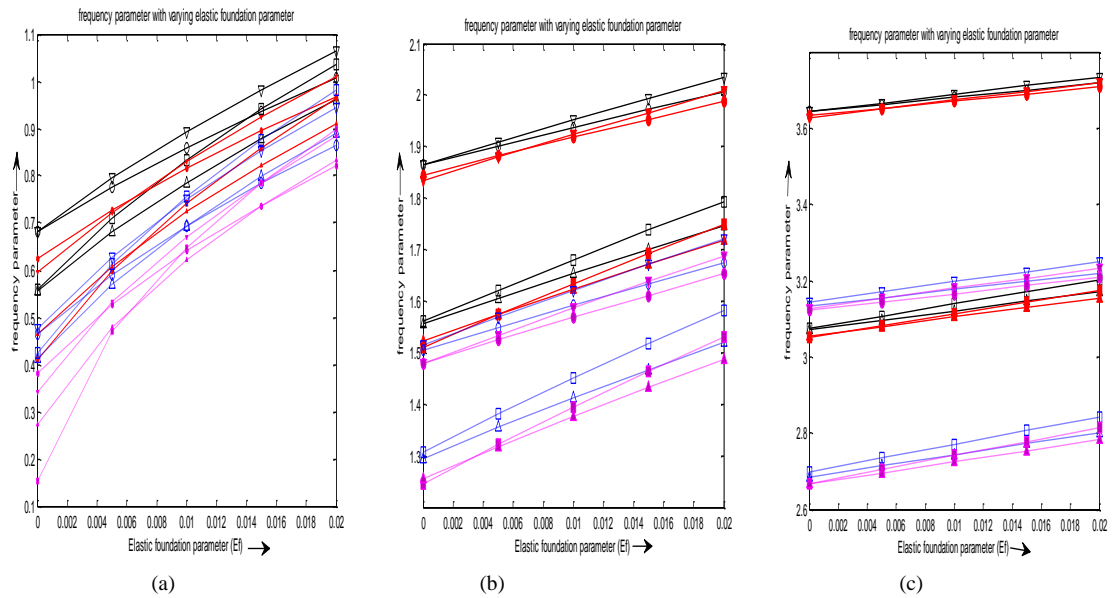 frequency parameter with varying elastic foundation parameter
1.1
1
0.9
0.8
0.7
0.6
0.5
0.4
0.3
0.2
0.1
frequency parameter
0 0.002 0.004 0.006 0.008 0.01 0.012 0.014 0.016 0.018 0.02
Elastic foundation parameter (Ef)
(a)
frequency parameter with varying elastic foundation parameter
2.1
2
1.9
1.8
1.7
1.6
1.5
1.4
1.3
frequency parameter
0 0.002 0.004 0.006 0.008 0.01 0.012 0.014 0.016 0.018 0.02
Elastic foundation parameter (Ef)
(b)
frequency parameter with varying elastic foundation parameter
3.6
3.4
3.2
3
2.8
2.6
frequency parameter
0 0.002 0.004 0.006 0.008 0.01 0.012 0.014 0.016 0.018 0.02
Elastic foundation parameter (Ef)
(c)